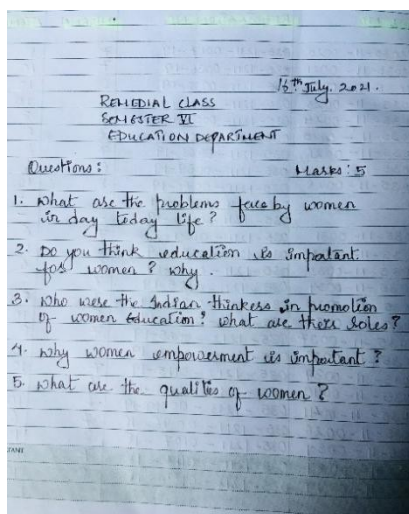 16th July. 2021.
REMEDIAL CLASS
SEMESTER VI
EDUCATION DEPARTMENT
Questions: Marks: 5
1. What are the problems face by women
in day today life?
2. Do you think education is impotant
for women? why.
3. Who were the Indian thinkers in promotion
of women education? What are there roles?
4. Why women empowerment is impotant?
5. What are the qualities of women?